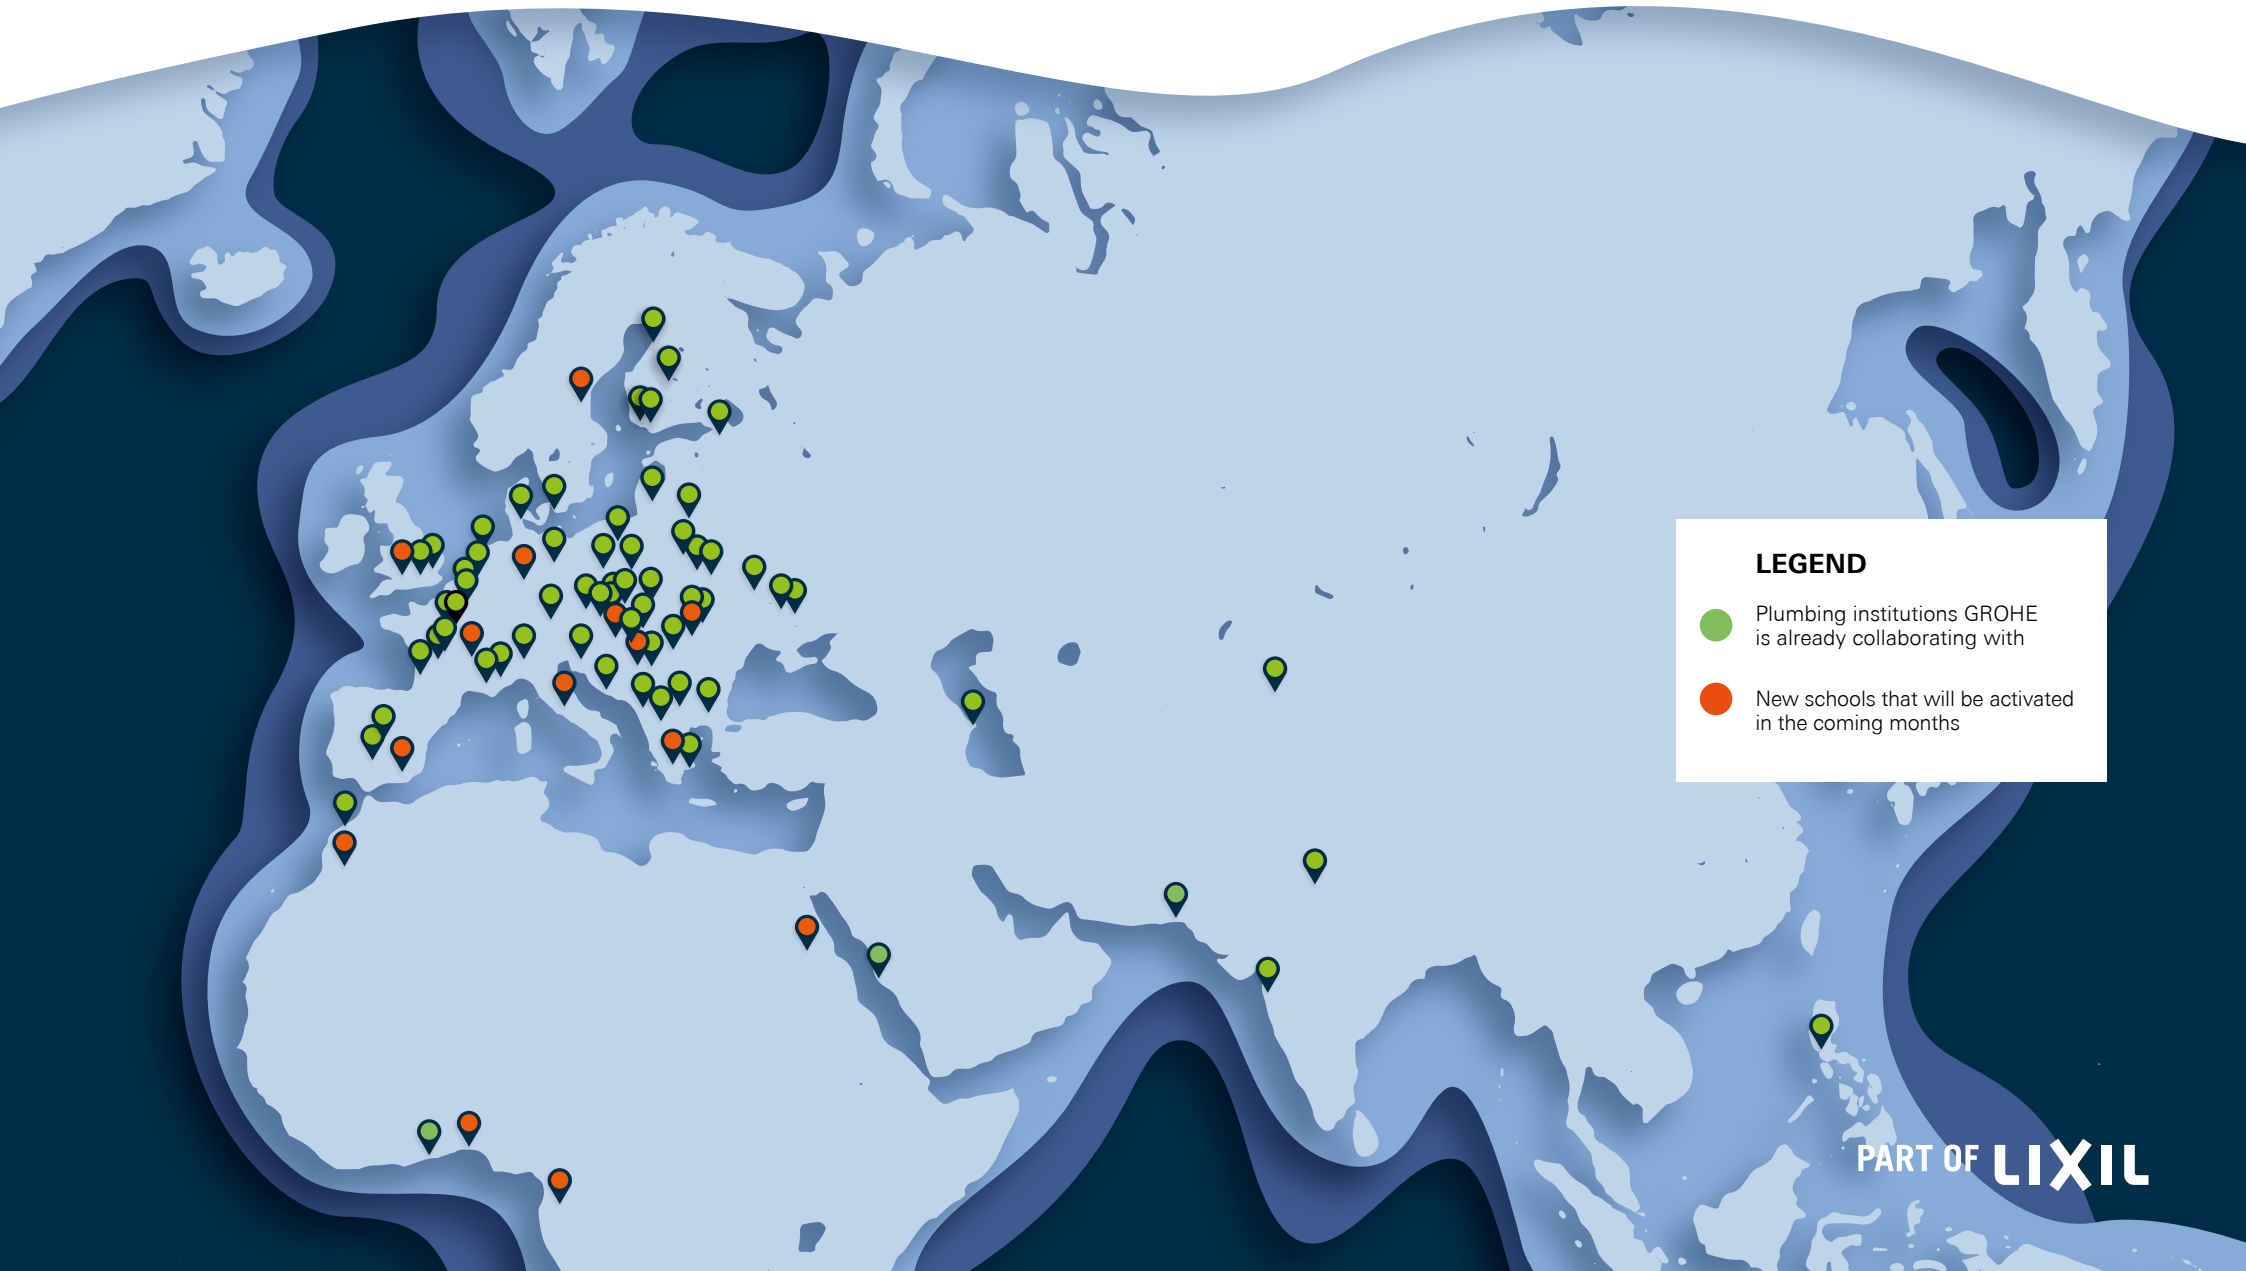 LEGEND
Plumbing institutions GROHE
is already collaborating with
New schools that will be activated
in the coming months
PART OF LIXIL